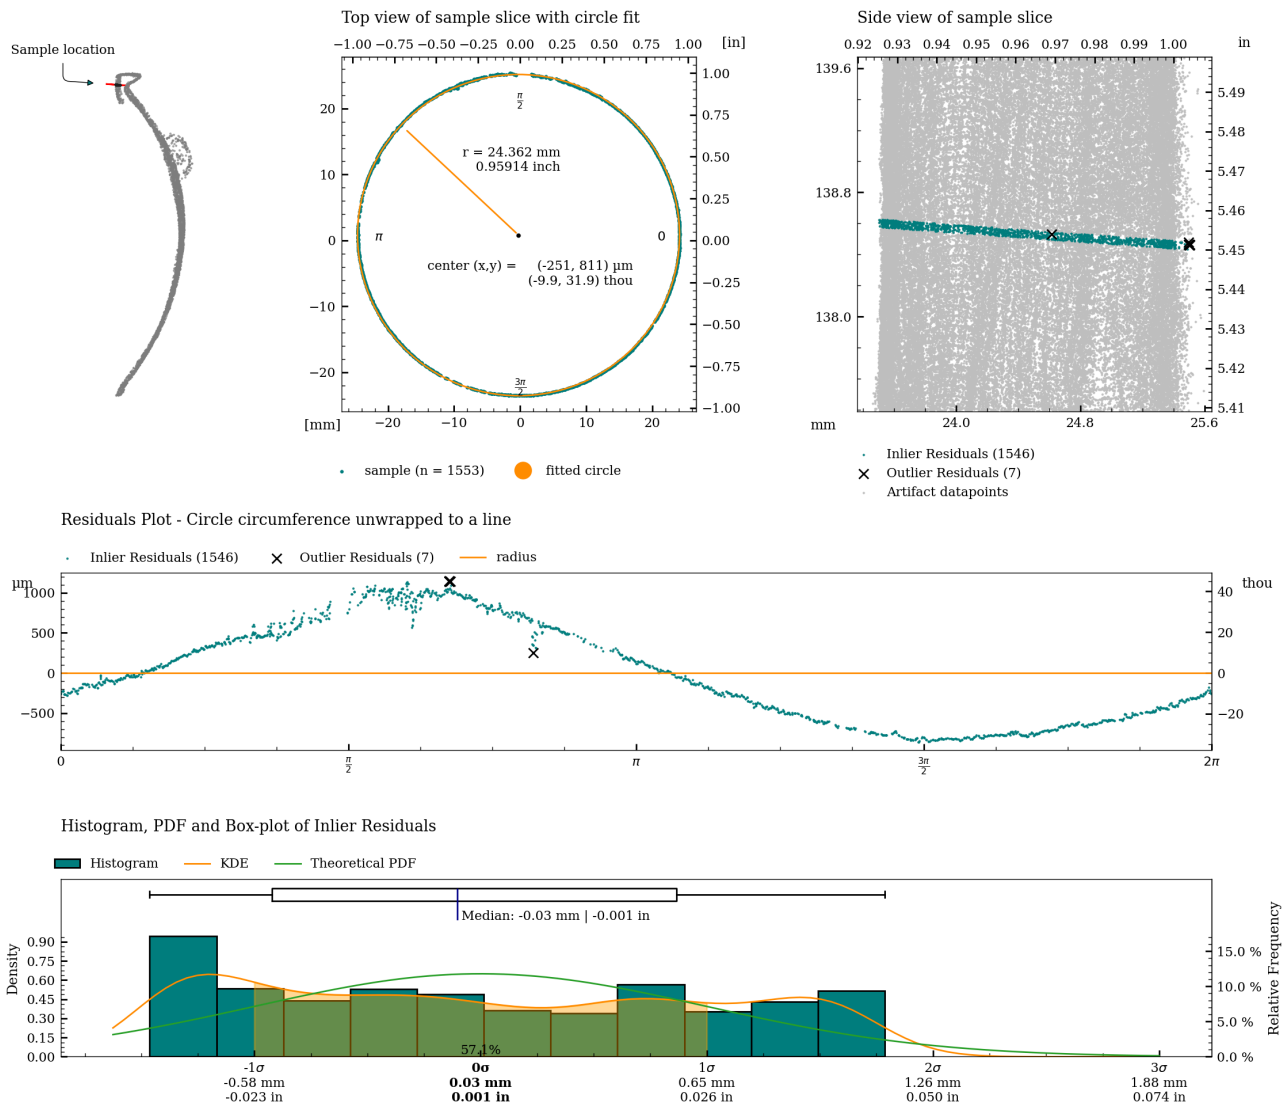 Top view of sample slice with circle fit
Side view of sample slice
Sample location
−1.00 −0.75 −0.50 −0.25 0.00 0.25 0.50 0.75 1.00 [in]
0.92 0.93 0.94 0.95 0.96 0.97 0.98 0.99 1.00 in
20
10
0
−10
−20
1.00
0.75
0.50
0.25
0.00
−0.25
−0.50
−0.75
−1.00
π/2
r = 24.362 mm
0.95914 inch
π
0
center (x,y) = (-251, 811) µm
(-9.9, 31.9) thou
3π/2
[mm] −20 −10 0 10 20
139.6
138.8
138.0
5.49
5.48
5.47
5.46
5.45
5.44
5.43
5.42
5.41
mm 24.0 24.8 25.6
sample (n = 1553) fitted circle
Inlier Residuals (1546)
Outlier Residuals (7)
Artifact datapoints
Residuals Plot - Circle circumference unwrapped to a line
Inlier Residuals (1546) Outlier Residuals (7) radius
µm
1000
500
0
−500
thou
40
20
0
−20
0 π/2 π 3π/2 2π
Histogram, PDF and Box-plot of Inlier Residuals
Histogram KDE Theoretical PDF
Median: -0.03 mm | -0.001 in
Density
0.90
0.75
0.60
0.45
0.30
0.15
0.00
15.0 %
10.0 %
5.0 %
0.0 %
Relative Frequency
57.1%
-1σ 0σ 1σ 2σ 3σ
-0.58 mm 0.03 mm 0.65 mm 1.26 mm 1.88 mm
-0.023 in 0.001 in 0.026 in 0.050 in 0.074 in